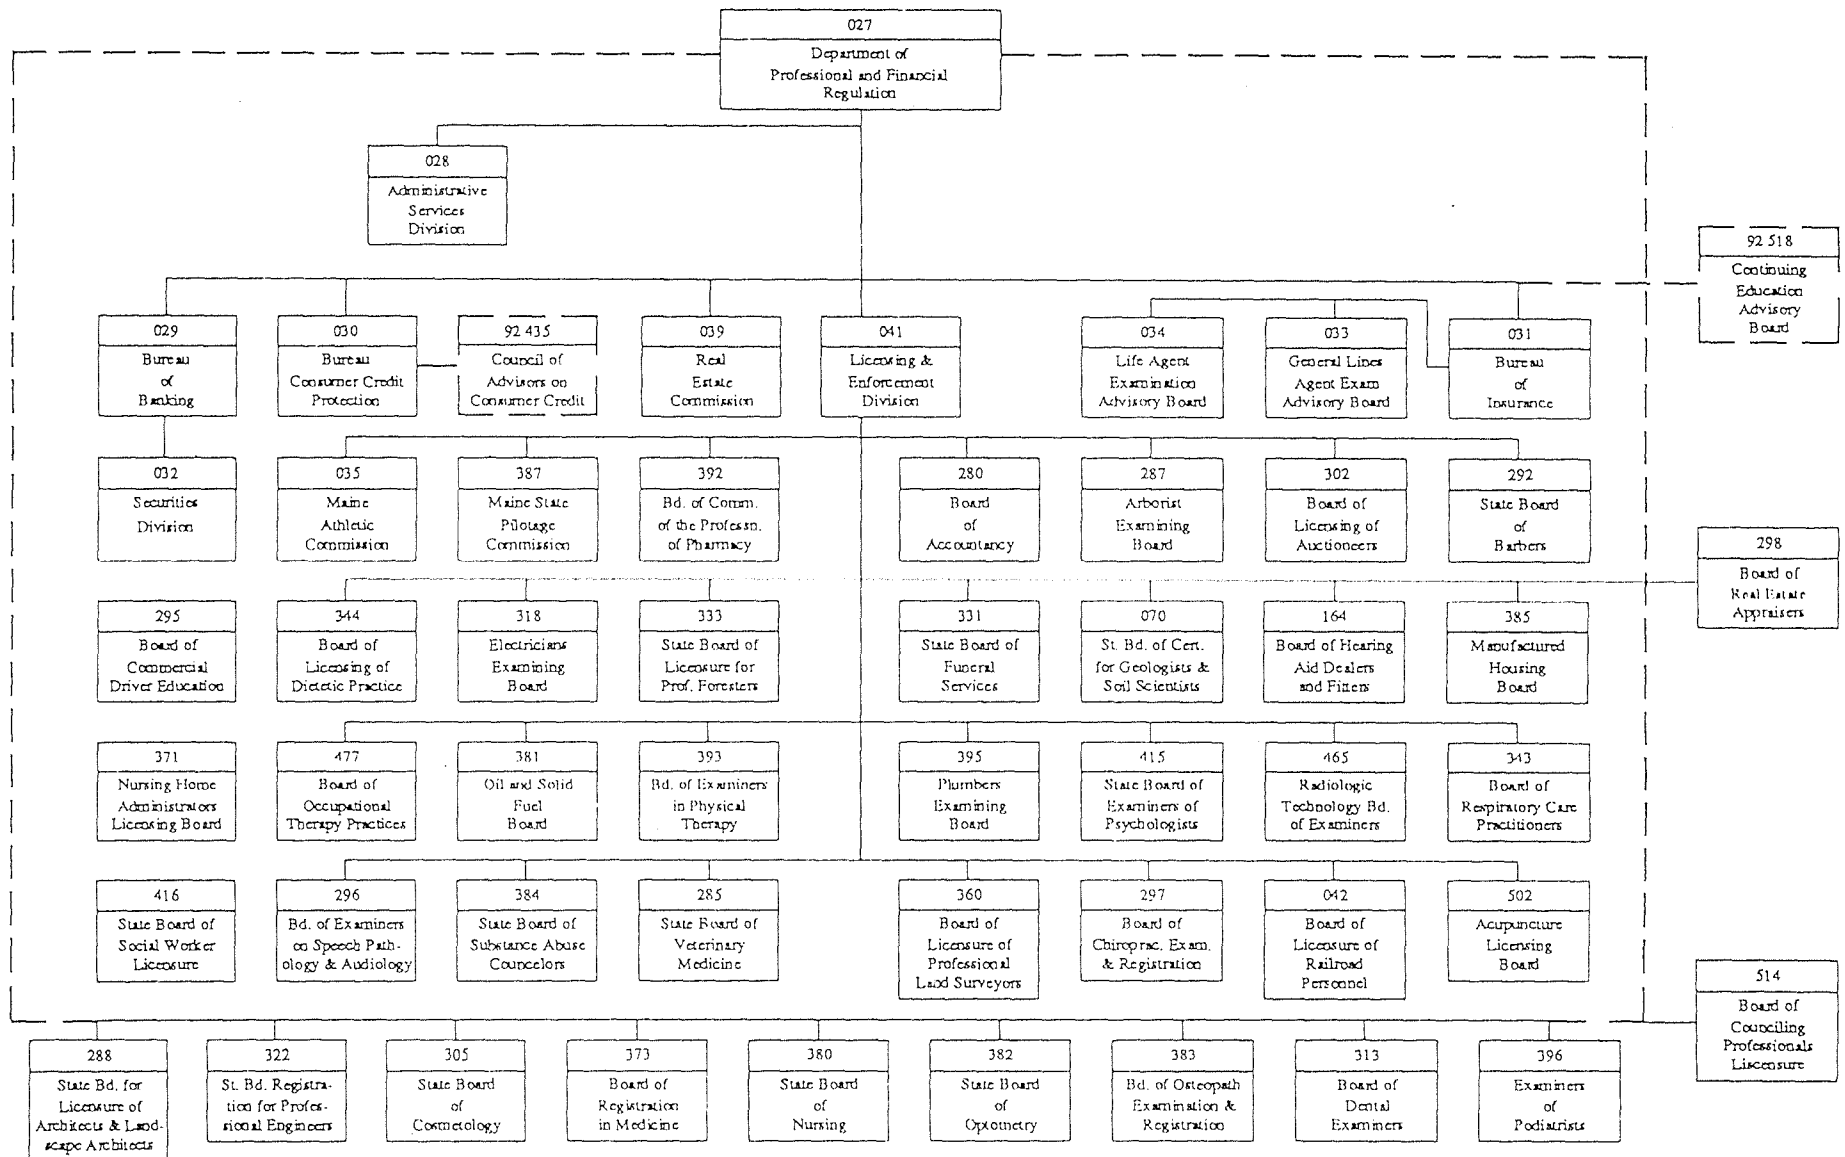 027
Department of
Professional and Financial
Regulation
028
Administrative
Services
Division
92 518
Continuing
Education
Advisory
Board
029
Bureau
of
Banking
030
Bureau
Consumer Credit
Protection
92 435
Council of
Advisors on
Consumer Credit
039
Real
Estate
Commission
041
Licensing &
Enforcement
Division
034
Life Agent
Examination
Advisory Board
033
General Lines
Agent Exam
Advisory Board
031
Bureau
of
Insurance
032
Securities
Division
035
Maine
Athletic
Commission
387
Maine State
Pilotage
Commission
392
Bd. of Comm.
of the Professn.
of Pharmacy
280
Board
of
Accountancy
287
Arborist
Examining
Board
302
Board of
Licensing of
Auctioneers
292
State Board
of
Barbers
298
Board of
Real Estate
Appraisers
295
Board of
Commercial
Driver Education
344
Board of
Licensing of
Dietetic Practice
318
Electricians
Examining
Board
333
State Board of
Licensure for
Prof. Foresters
331
State Board of
Funeral
Services
070
St. Bd. of Cert.
for Geologists &
Soil Scientists
164
Board of Hearing
Aid Dealers
and Fitters
385
Manufactured
Housing
Board
371
Nursing Home
Administrators
Licensing Board
477
Board of
Occupational
Therapy Practices
381
Oil and Solid
Fuel
Board
393
Bd. of Examiners
in Physical
Therapy
395
Plumbers
Examining
Board
415
State Board of
Examiners of
Psychologists
465
Radiologic
Technology Bd.
of Examiners
343
Board of
Respiratory Care
Practitioners
416
State Board of
Social Worker
Licensure
296
Bd. of Examiners
on Speech Path-
ology & Audiology
384
State Board of
Substance Abuse
Councelors
285
State Board of
Veterinary
Medicine
360
Board of
Licensure of
Professional
Land Surveyors
297
Board of
Chiroprac. Exam.
& Registration
042
Board of
Licensure of
Railroad
Personnel
502
Acupuncture
Licensing
Board
514
Board of
Counciling
Professionals
Liscensure
288
State Bd. for
Licensure of
Architects & Land-
scape Architects
322
St. Bd. Registra-
tion for Profes-
sional Engineers
305
State Board
of
Cosmetology
373
Board of
Registration
in Medicine
380
State Board
of
Nursing
382
State Board
of
Optometry
383
Bd. of Osteopath
Examination &
Registration
313
Board of
Dental
Examiners
396
Examiners
of
Podiatrists